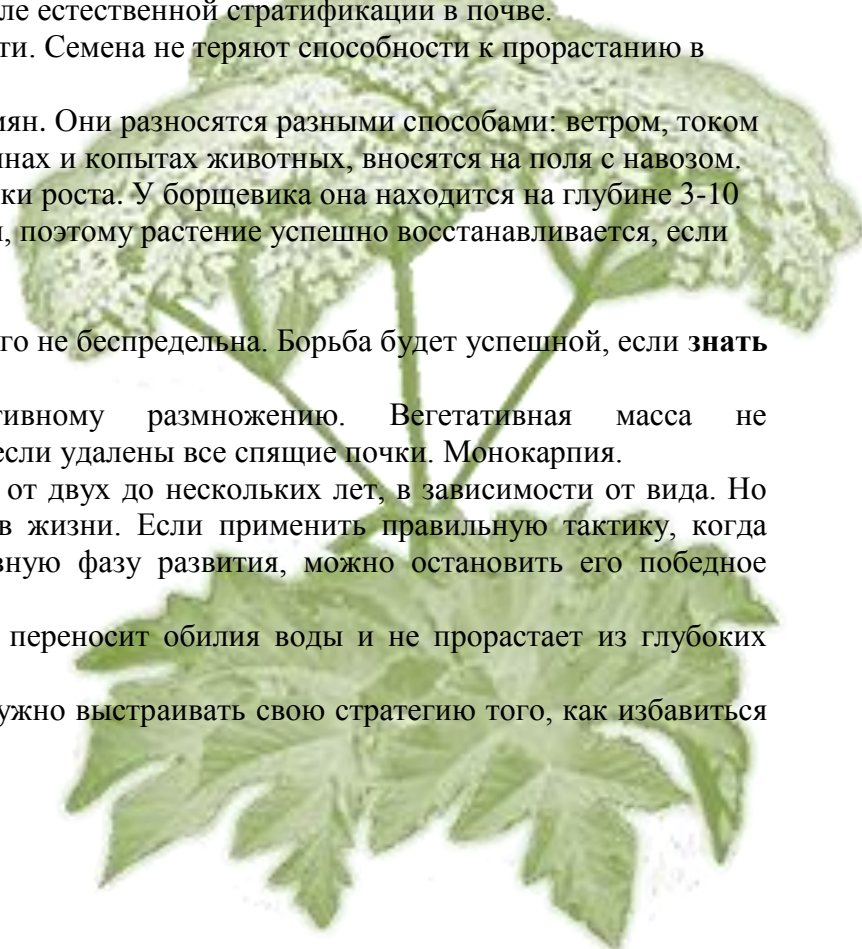 ле естественной стратификации в почве.
ти. Семена не теряют способности к прорастанию в
мян. Они разносятся разными способами: ветром, током
нах и копытах животных, вносятся на поля с навозом.
ки роста. У борщевика она находится на глубине 3-10
, поэтому растение успешно восстанавливается, если
го не беспредельна. Борьба будет успешной, если знать
тивному размножению. Вегетативная масса не
если удалены все спящие почки. Монокарпия.
от двух до нескольких лет, в зависимости от вида. Но
в жизни. Если применить правильную тактику, когда
вную фазу развития, можно остановить его победное
переносит обилия воды и не прорастает из глубоких
ужно выстраивать свою стратегию того, как избавиться